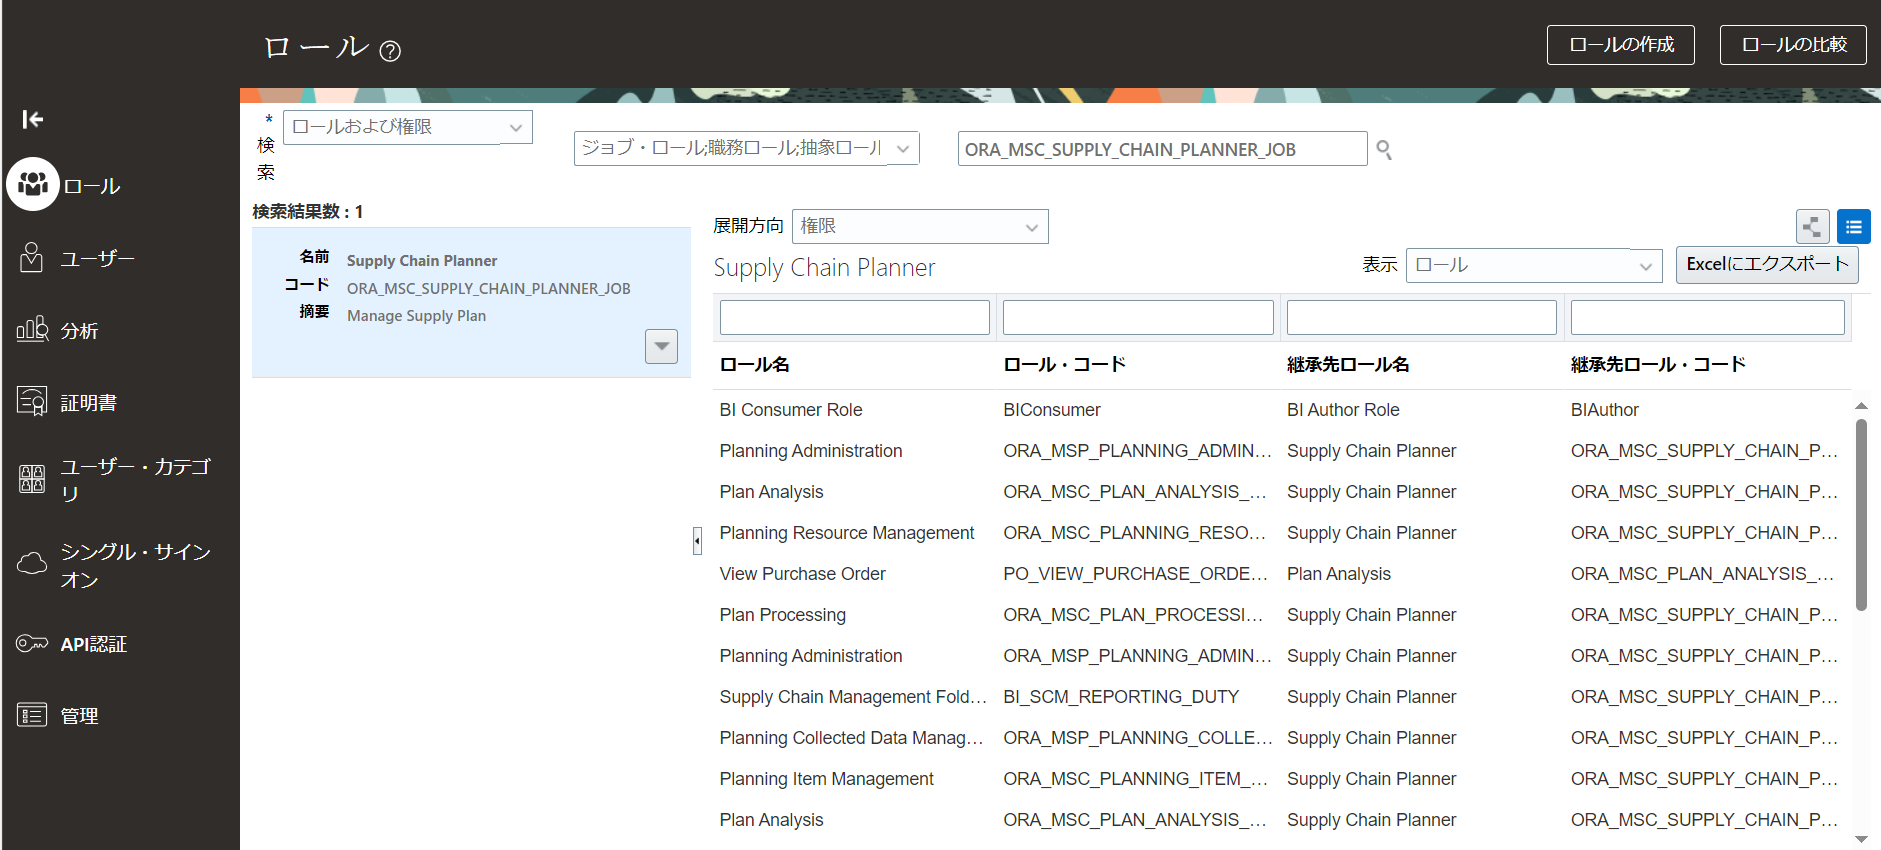 ロール ?
ロールの作成
ロールの比較
ロール
ユーザー
分析
証明書
ユーザー・カテゴ
リ
シングル・サイン
オン
API認証
管理
*
検
索
ロールおよび権限
ジョブ・ロール;職務ロール;抽象ロール
ORA_MSC_SUPPLY_CHAIN_PLANNER_JOB
検索結果数 : 1
名前 Supply Chain Planner
コード ORA_MSC_SUPPLY_CHAIN_PLANNER_JOB
摘要 Manage Supply Plan
展開方向 権限
Supply Chain Planner
表示 ロール
Excelにエクスポート
ロール名 ロール・コード 継承先ロール名 継承先ロール・コード
BI Consumer Role BIConsumer BI Author Role BIAuthor
Planning Administration ORA_MSP_PLANNING_ADMIN... Supply Chain Planner ORA_MSC_SUPPLY_CHAIN_P...
Plan Analysis ORA_MSC_PLAN_ANALYSIS_... Supply Chain Planner ORA_MSC_SUPPLY_CHAIN_P...
Planning Resource Management ORA_MSC_PLANNING_RESO... Supply Chain Planner ORA_MSC_SUPPLY_CHAIN_P...
View Purchase Order PO_VIEW_PURCHASE_ORDE... Plan Analysis ORA_MSC_PLAN_ANALYSIS_...
Plan Processing ORA_MSC_PLAN_PROCESSI... Supply Chain Planner ORA_MSC_SUPPLY_CHAIN_P...
Planning Administration ORA_MSP_PLANNING_ADMIN... Supply Chain Planner ORA_MSC_SUPPLY_CHAIN_P...
Supply Chain Management Fold... BI_SCM_REPORTING_DUTY Supply Chain Planner ORA_MSC_SUPPLY_CHAIN_P...
Planning Collected Data Manag... ORA_MSP_PLANNING_COLLE... Supply Chain Planner ORA_MSC_SUPPLY_CHAIN_P...
Planning Item Management ORA_MSC_PLANNING_ITEM_... Supply Chain Planner ORA_MSC_SUPPLY_CHAIN_P...
Plan Analysis ORA_MSC_PLAN_ANALYSIS_... Supply Chain Planner ORA_MSC_SUPPLY_CHAIN_P...